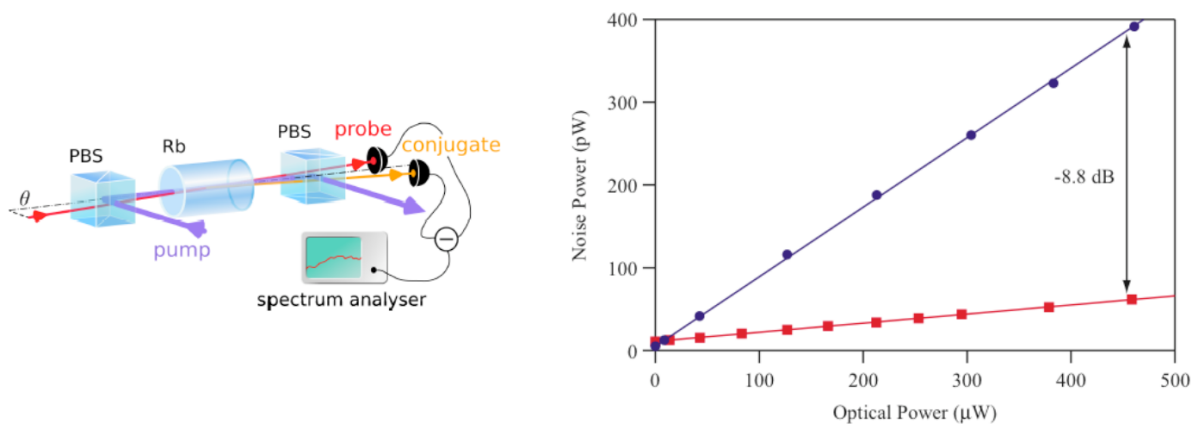 PBS
Rb
PBS
probe
conjugate
θ
pump
−
spectrum analyser
Noise Power (pW)
400
300
200
100
0
-8.8 dB
0 100 200 300 400 500
Optical Power (μW)